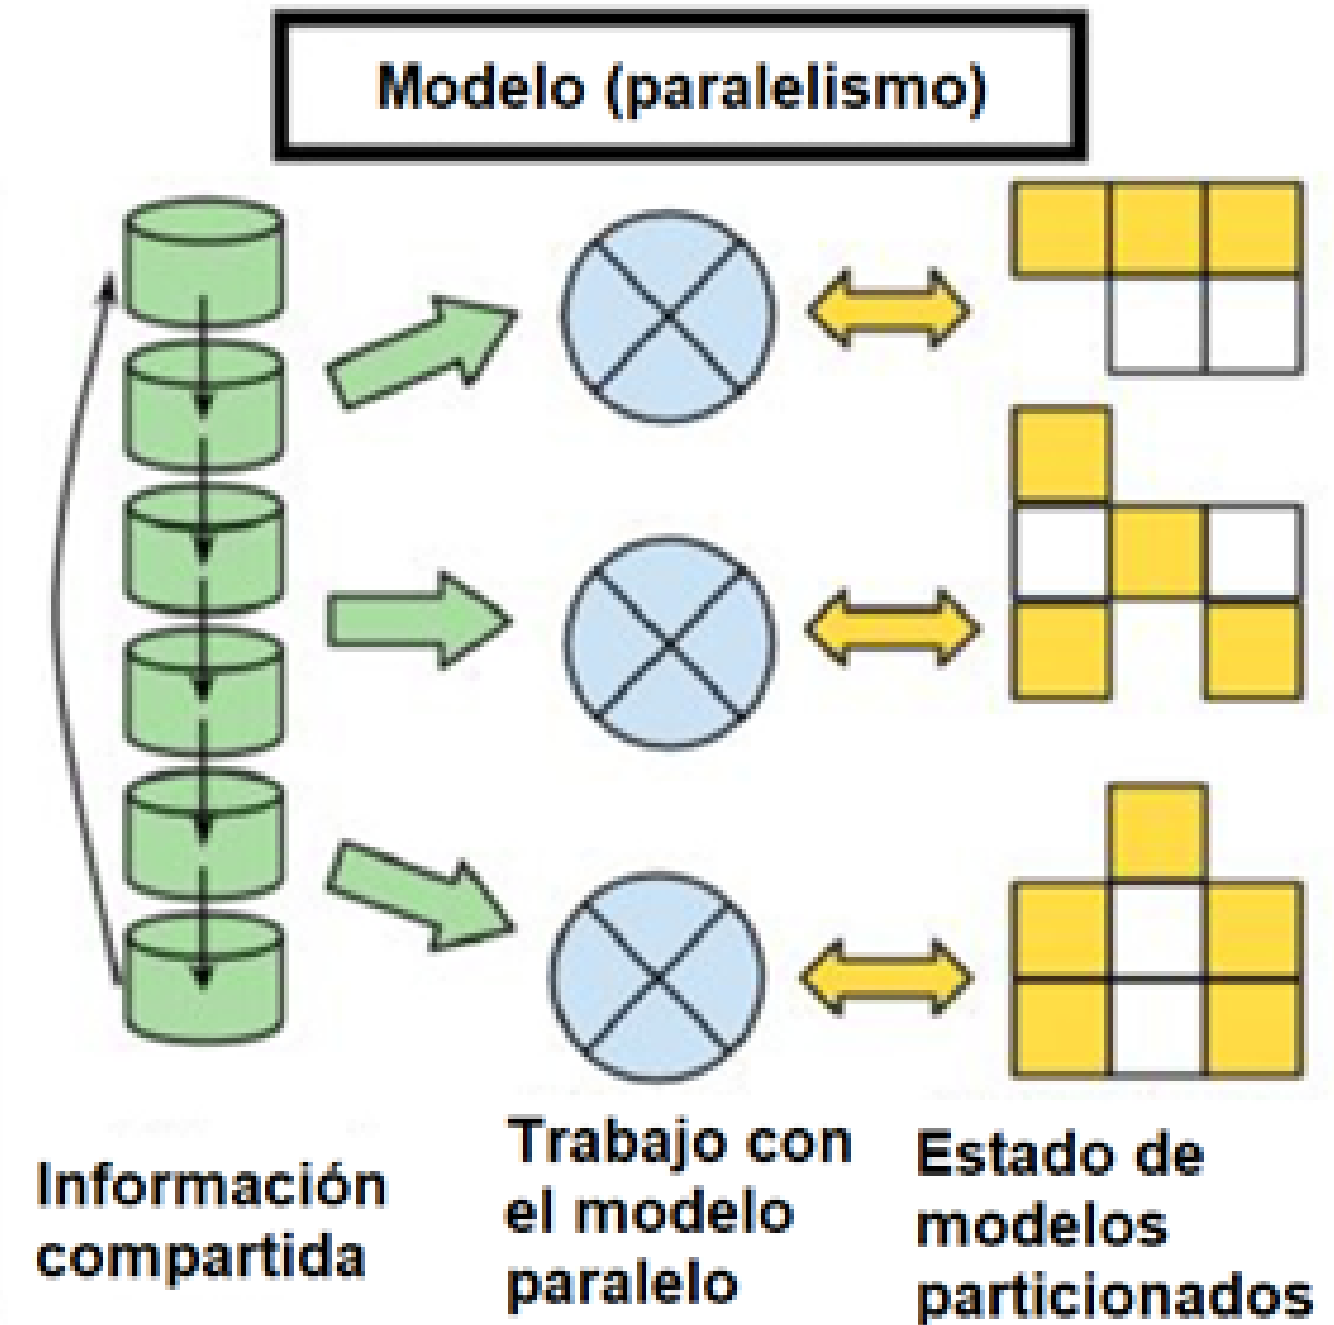 Modelo (paralelismo)
Información
compartida
Trabajo con
el modelo
paralelo
Estado de
modelos
particionados